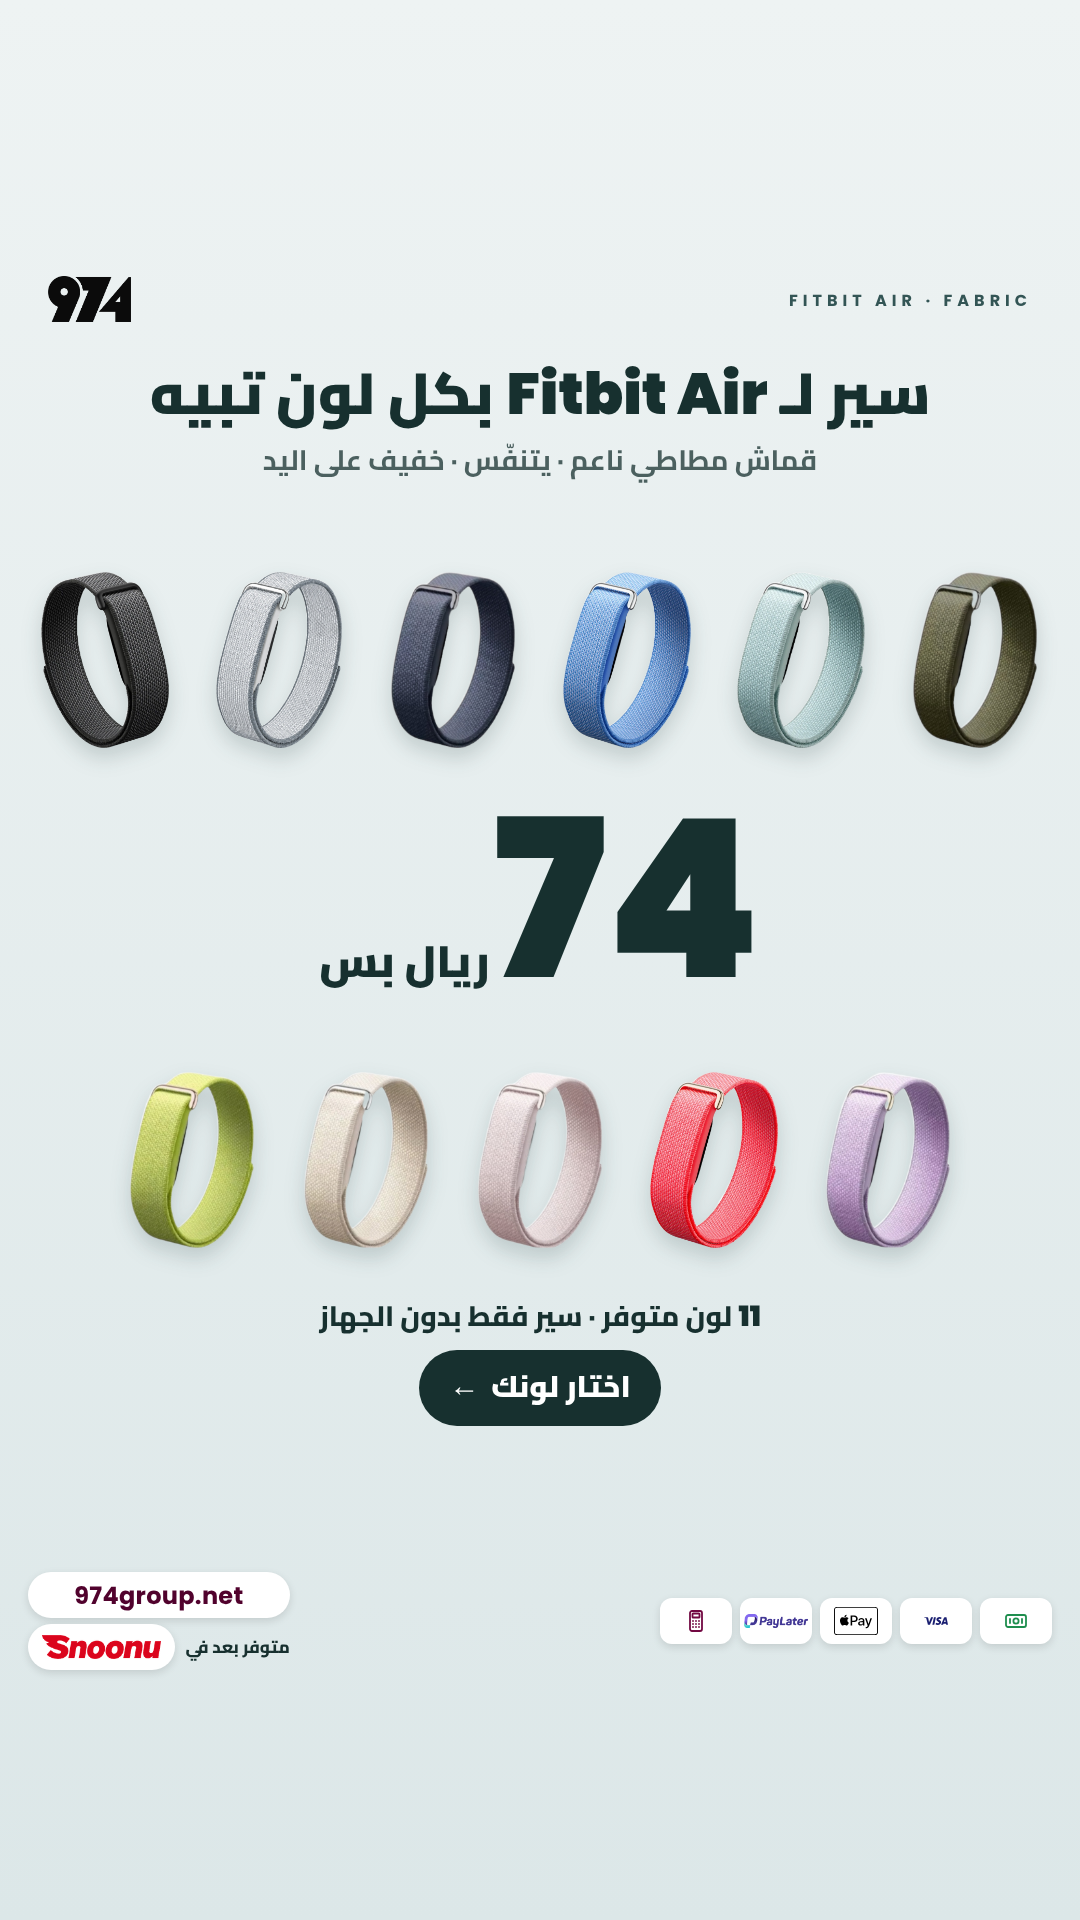 974
FITBIT AIR · FABRIC
سير لـ Fitbit Air بكل لون تبيه
قماش مطاطي ناعم · يتنفّس · خفيف على اليد
74 ريال بس
11 لون متوفر · سير فقط بدون الجهاز
اختار لونك ←
974group.net
متوفر بعد في Snoonu
PayLater
Pay
VISA